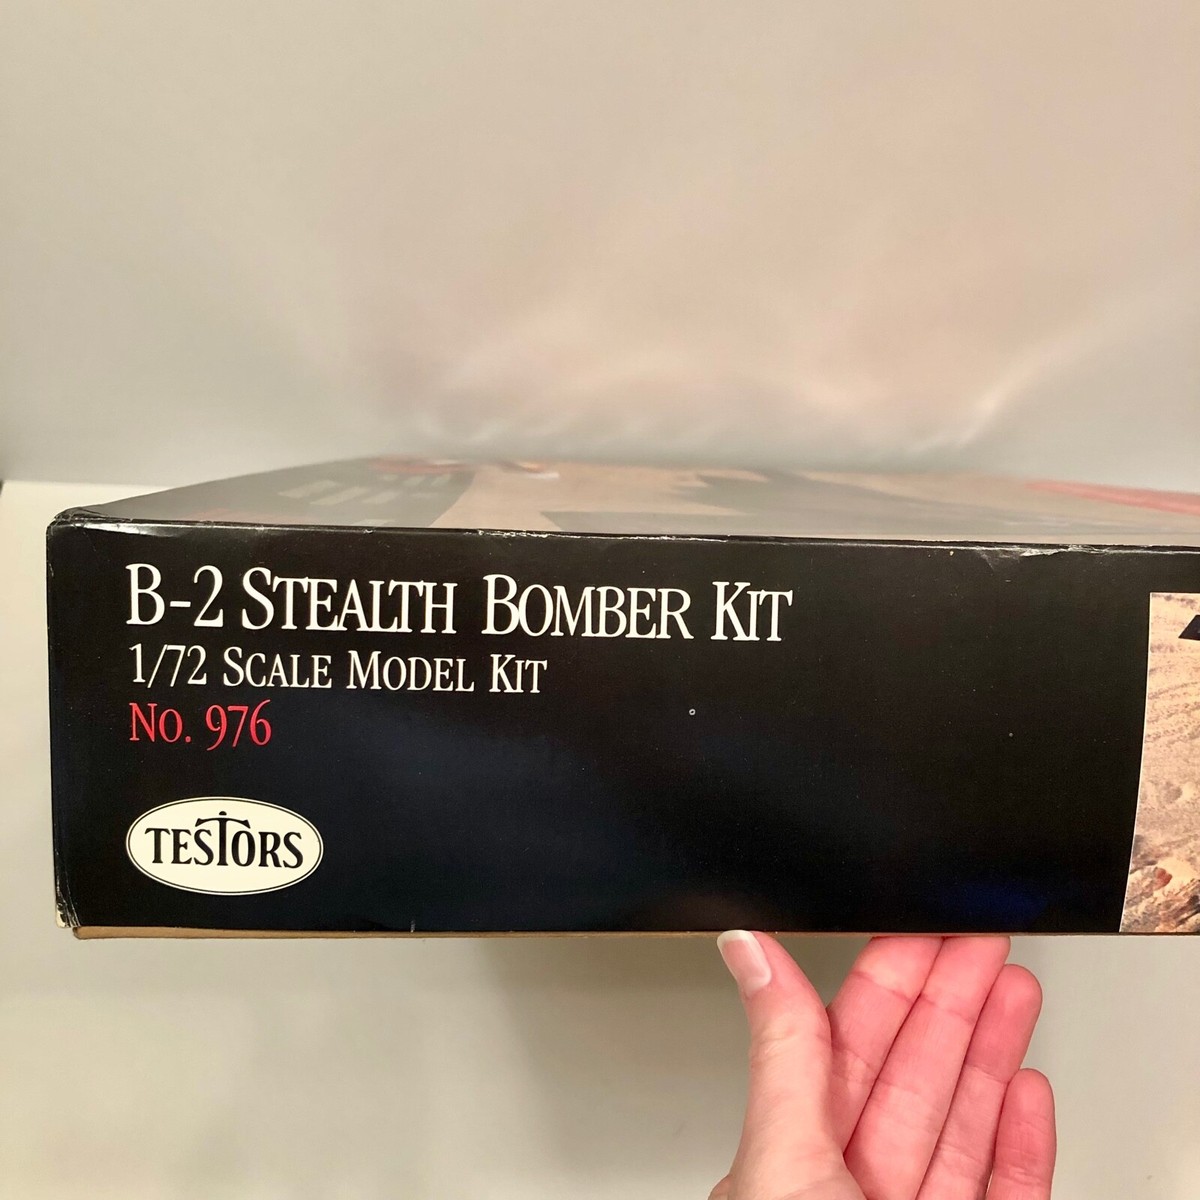 B-2 STEALTH BOMBER KIT
1/72 SCALE MODEL KIT
NO. 976
TESTORS